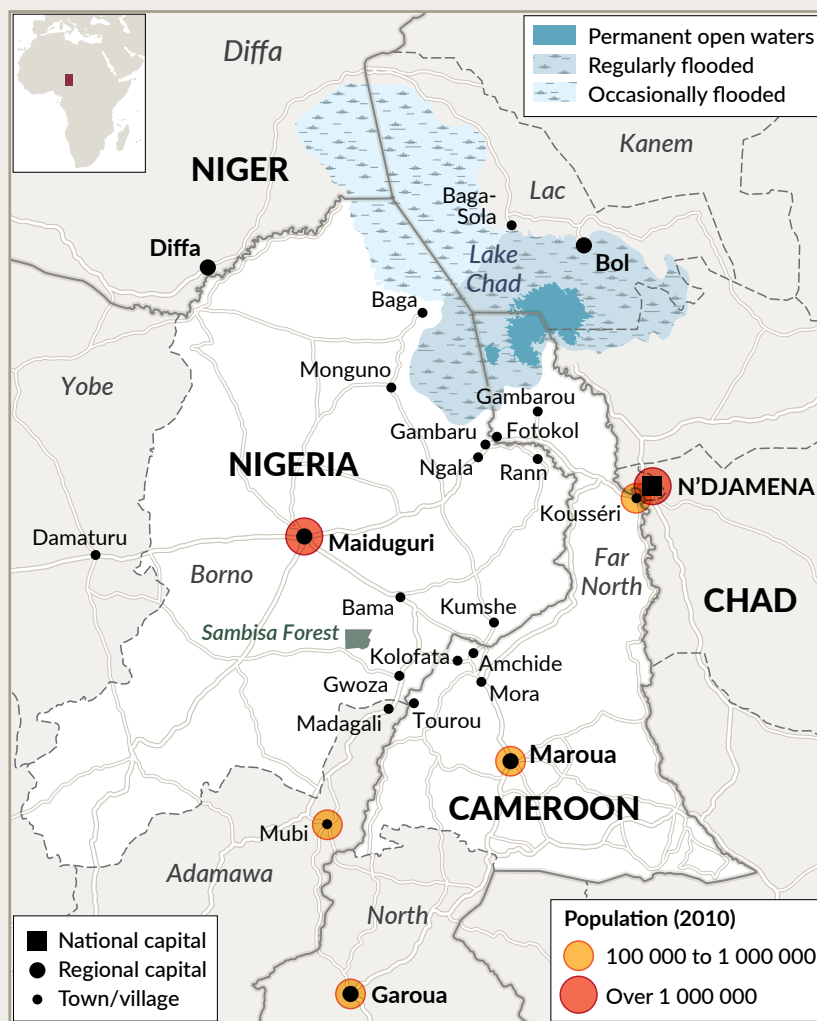 Diffa
Permanent open waters
Regularly flooded
Occasionally flooded
Kanem
NIGER
Lac
Baga-
Sola
Diffa
Lake
Chad
Bol
Baga
Yobe
Monguno
Gambarou
Gambaru
Fotokol
NIGERIA
Ngala
Rann
N'DJAMENA
Kousséri
Damaturu
Maiduguri
Far
North
Borno
CHAD
Bama
Kumshe
Sambisa Forest
Kolofata
Amchide
Gwoza
Mora
Madagali
Tourou
Maroua
CAMEROON
Mubi
Adamawa
North
National capital
Regional capital
Town/village
Population (2010)
100 000 to 1 000 000
Over 1 000 000
Garoua